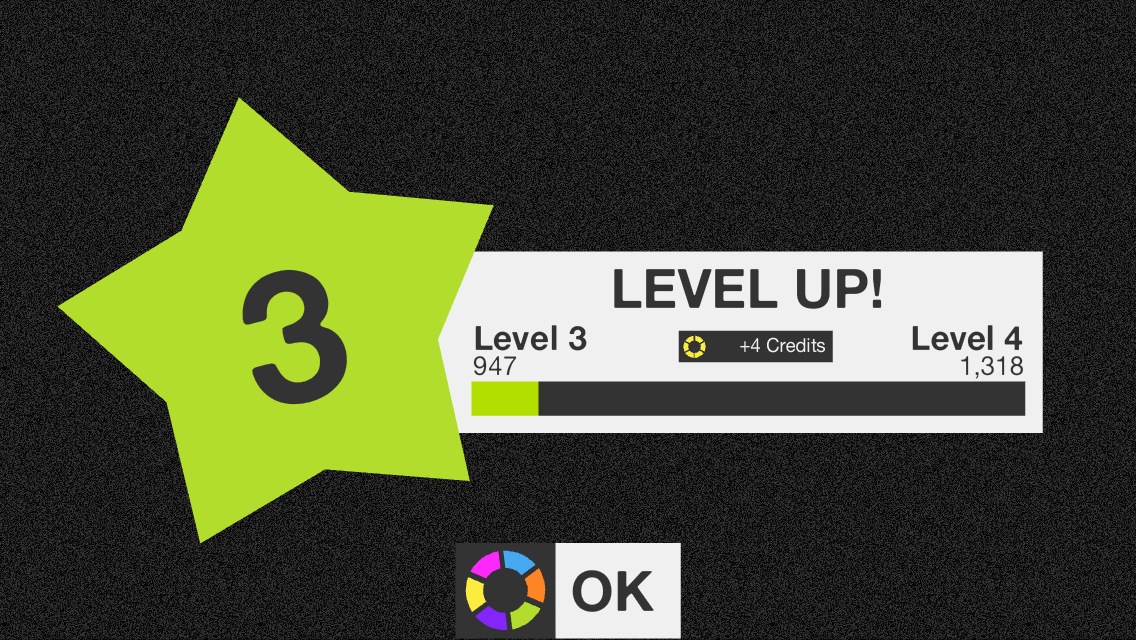 3
LEVEL UP!
Level 3
+4 Credits
Level 4
947
1,318
OK